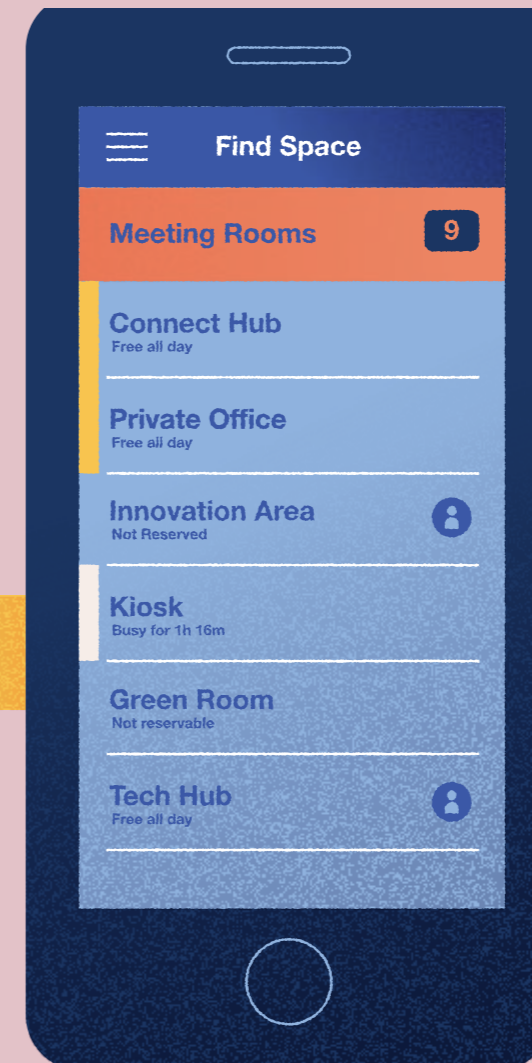 Find Space
Meeting Rooms 9
Connect Hub
Free all day
Private Office
Free all day
Innovation Area
Not Reserved
Kiosk
Busy for 1h 16m
Green Room
Not reservable
Tech Hub
Free all day